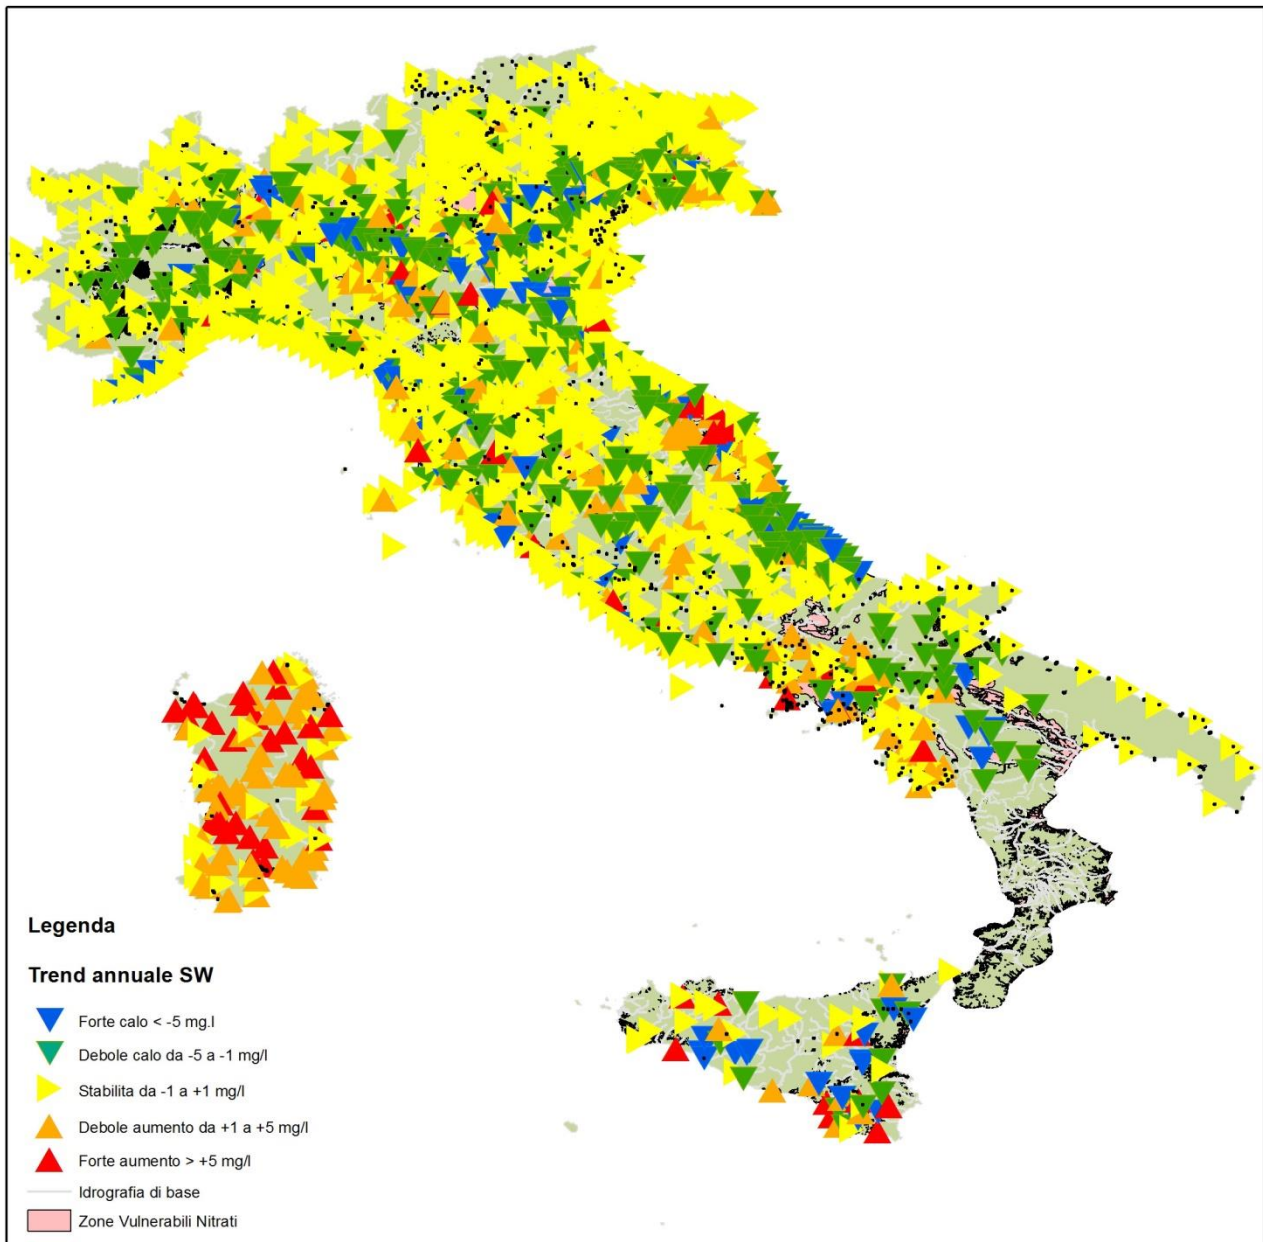 Legenda
Trend annuale SW
Forte calo < -5 mg.l
Debole calo da -5 a -1 mg/l
Stabilita da -1 a +1 mg/l
Debole aumento da +1 a +5 mg/l
Forte aumento > +5 mg/l
Idrografia di base
Zone Vulnerabili Nitrati